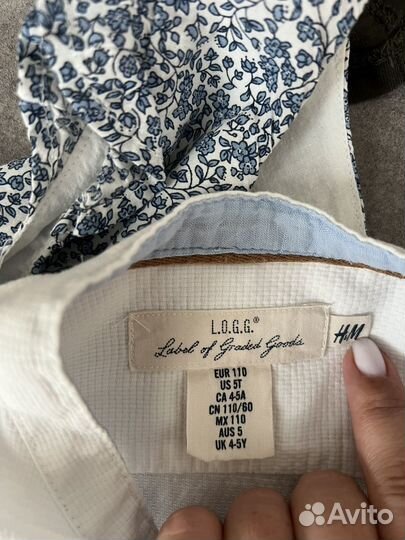 L.O.G.G.®
Label of Graded Goods
H&M
EUR 110
US 5T
CA 4-5A
CN 110/60
MX 110
AUS 5
UK 4-5Y
Avito